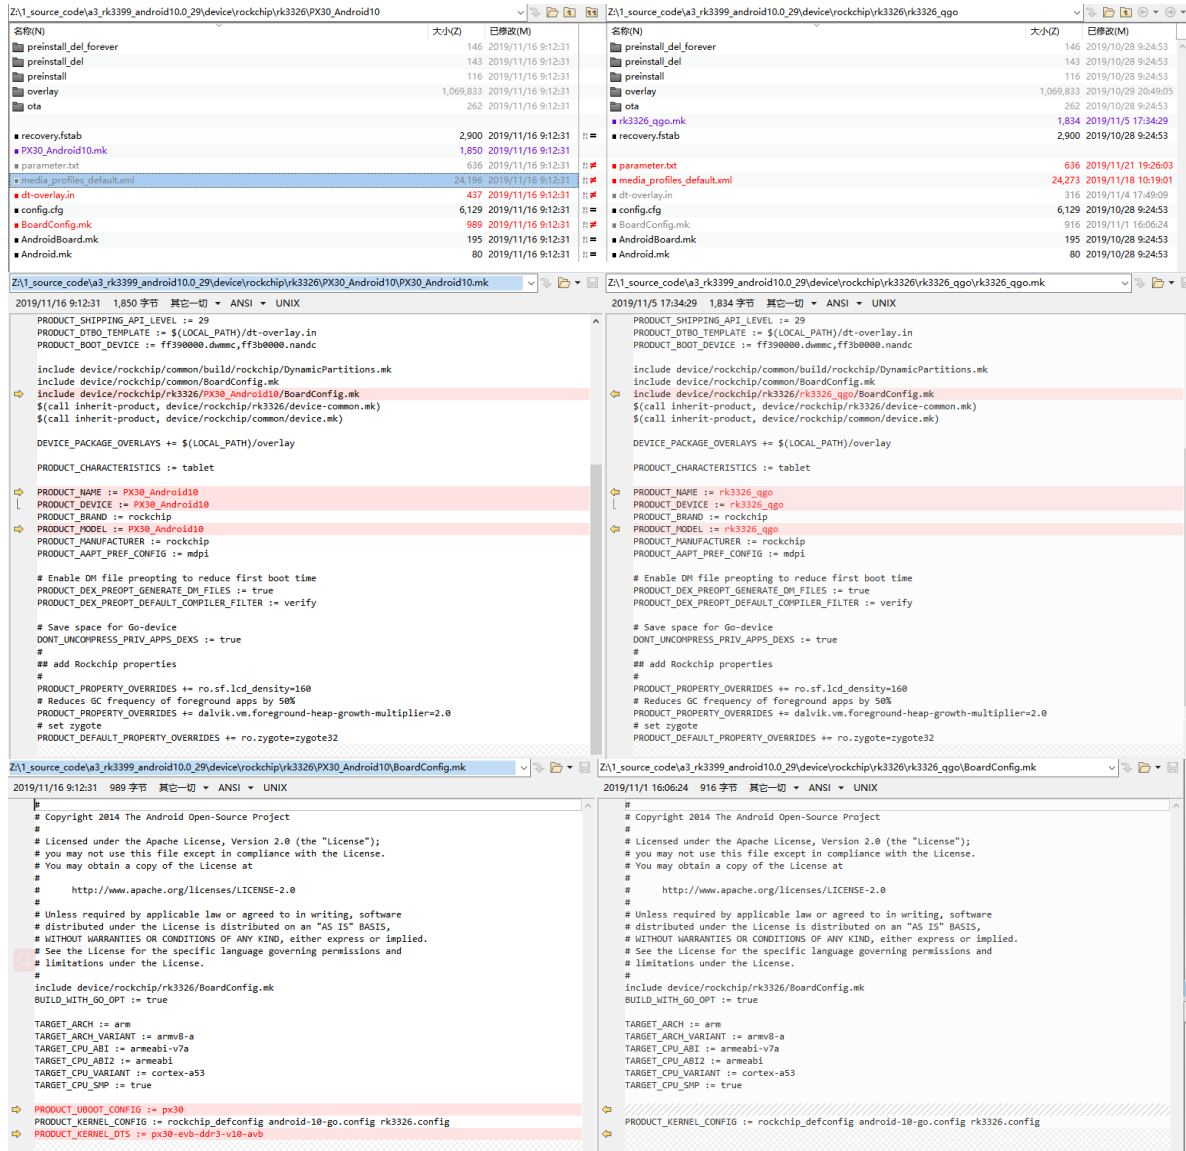 Z:\1_source_code\a3_rk3399_android10.0_29\device\rockchip\rk3326\PX30_Android10
Z:\1_source_code\a3_rk3399_android10.0_29\device\rockchip\rk3326\rk3326_qgo
名称(N) 大小(Z) 已修改(M) 名称(N) 大小(Z) 已修改(M)
preinstall_del_forever 146 2019/11/16 9:12:31 preinstall_del_forever 146 2019/10/28 9:24:53
preinstall_del 143 2019/11/16 9:12:31 preinstall_del 143 2019/10/28 9:24:53
preinstall 116 2019/11/16 9:12:31 preinstall 116 2019/10/28 9:24:53
overlay 1,069,833 2019/11/16 9:12:31 overlay 1,069,833 2019/10/29 20:49:05
ota 262 2019/11/16 9:12:31 ota 262 2019/10/28 9:24:53
rk3326_qgo.mk 1,834 2019/11/5 17:34:29
recovery.fstab 2,900 2019/11/16 9:12:31 = recovery.fstab 2,900 2019/10/28 9:24:53
PX30_Android10.mk 1,850 2019/11/16 9:12:31
parameter.txt 636 2019/11/16 9:12:31 ≠ parameter.txt 636 2019/11/21 19:26:03
media_profiles_default.xml 24,196 2019/11/16 9:12:31 ≠ media_profiles_default.xml 24,273 2019/11/18 10:19:01
dt-overlay.in 437 2019/11/16 9:12:31 ≠ dt-overlay.in 316 2019/11/4 17:49:09
config.cfg 6,129 2019/11/16 9:12:31 = config.cfg 6,129 2019/10/28 9:24:53
BoardConfig.mk 989 2019/11/16 9:12:31 ≠ BoardConfig.mk 916 2019/11/1 16:06:24
AndroidBoard.mk 195 2019/11/16 9:12:31 = AndroidBoard.mk 195 2019/10/28 9:24:53
Android.mk 80 2019/11/16 9:12:31 = Android.mk 80 2019/10/28 9:24:53
Z:\1_source_code\a3_rk3399_android10.0_29\device\rockchip\rk3326\PX30_Android10\PX30_Android10.mk
2019/11/16 9:12:31 1,850 字节 其它一切 ANSI UNIX
PRODUCT_SHIPPING_API_LEVEL := 29
PRODUCT_DTBO_TEMPLATE := $(LOCAL_PATH)/dt-overlay.in
PRODUCT_BOOT_DEVICE := ff390000.dwmmc,ff3b0000.nandc
include device/rockchip/common/build/rockchip/DynamicPartitions.mk
include device/rockchip/common/BoardConfig.mk
include device/rockchip/rk3326/PX30_Android10/BoardConfig.mk
$(call inherit-product, device/rockchip/rk3326/device-common.mk)
$(call inherit-product, device/rockchip/common/device.mk)
DEVICE_PACKAGE_OVERLAYS += $(LOCAL_PATH)/overlay
PRODUCT_CHARACTERISTICS := tablet
PRODUCT_NAME := PX30_Android10
PRODUCT_DEVICE := PX30_Android10
PRODUCT_BRAND := rockchip
PRODUCT_MODEL := PX30_Android10
PRODUCT_MANUFACTURER := rockchip
PRODUCT_AAPT_PREF_CONFIG := mdpi
# Enable DM file preopting to reduce first boot time
PRODUCT_DEX_PREOPT_GENERATE_DM_FILES := true
PRODUCT_DEX_PREOPT_DEFAULT_COMPILER_FILTER := verify
# Save space for Go-device
DONT_UNCOMPRESS_PRIV_APPS_DEXS := true
#
## add Rockchip properties
#
PRODUCT_PROPERTY_OVERRIDES += ro.sf.lcd_density=160
# Reduces GC frequency of foreground apps by 50%
PRODUCT_PROPERTY_OVERRIDES += dalvik.vm.foreground-heap-growth-multiplier=2.0
# set zygote
PRODUCT_DEFAULT_PROPERTY_OVERRIDES += ro.zygote=zygote32
Z:\1_source_code\a3_rk3399_android10.0_29\device\rockchip\rk3326\rk3326_qgo\rk3326_qgo.mk
2019/11/5 17:34:29 1,834 字节 其它一切 ANSI UNIX
PRODUCT_SHIPPING_API_LEVEL := 29
PRODUCT_DTBO_TEMPLATE := $(LOCAL_PATH)/dt-overlay.in
PRODUCT_BOOT_DEVICE := ff390000.dwmmc,ff3b0000.nandc
include device/rockchip/common/build/rockchip/DynamicPartitions.mk
include device/rockchip/common/BoardConfig.mk
include device/rockchip/rk3326/rk3326_qgo/BoardConfig.mk
$(call inherit-product, device/rockchip/rk3326/device-common.mk)
$(call inherit-product, device/rockchip/common/device.mk)
DEVICE_PACKAGE_OVERLAYS += $(LOCAL_PATH)/overlay
PRODUCT_CHARACTERISTICS := tablet
PRODUCT_NAME := rk3326_qgo
PRODUCT_DEVICE := rk3326_qgo
PRODUCT_BRAND := rockchip
PRODUCT_MODEL := rk3326_qgo
PRODUCT_MANUFACTURER := rockchip
PRODUCT_AAPT_PREF_CONFIG := mdpi
# Enable DM file preopting to reduce first boot time
PRODUCT_DEX_PREOPT_GENERATE_DM_FILES := true
PRODUCT_DEX_PREOPT_DEFAULT_COMPILER_FILTER := verify
# Save space for Go-device
DONT_UNCOMPRESS_PRIV_APPS_DEXS := true
#
## add Rockchip properties
#
PRODUCT_PROPERTY_OVERRIDES += ro.sf.lcd_density=160
# Reduces GC frequency of foreground apps by 50%
PRODUCT_PROPERTY_OVERRIDES += dalvik.vm.foreground-heap-growth-multiplier=2.0
# set zygote
PRODUCT_DEFAULT_PROPERTY_OVERRIDES += ro.zygote=zygote32
Z:\1_source_code\a3_rk3399_android10.0_29\device\rockchip\rk3326\PX30_Android10\BoardConfig.mk
2019/11/16 9:12:31 989 字节 其它一切 ANSI UNIX
#
# Copyright 2014 The Android Open-Source Project
#
# Licensed under the Apache License, Version 2.0 (the "License");
# you may not use this file except in compliance with the License.
# You may obtain a copy of the License at
#
# http://www.apache.org/licenses/LICENSE-2.0
#
# Unless required by applicable law or agreed to in writing, software
# distributed under the License is distributed on an "AS IS" BASIS,
# WITHOUT WARRANTIES OR CONDITIONS OF ANY KIND, either express or implied.
# See the License for the specific language governing permissions and
# limitations under the License.
#
include device/rockchip/rk3326/BoardConfig.mk
BUILD_WITH_GO_OPT := true
TARGET_ARCH := arm
TARGET_ARCH_VARIANT := armv8-a
TARGET_CPU_ABI := armeabi-v7a
TARGET_CPU_ABI2 := armeabi
TARGET_CPU_VARIANT := cortex-a53
TARGET_CPU_SMP := true
PRODUCT_UBOOT_CONFIG := px30
PRODUCT_KERNEL_CONFIG := rockchip_defconfig android-10-go.config rk3326.config
PRODUCT_KERNEL_DTS := px30-evb-ddr3-v10-avb
Z:\1_source_code\a3_rk3399_android10.0_29\device\rockchip\rk3326\rk3326_qgo\BoardConfig.mk
2019/11/1 16:06:24 916 字节 其它一切 ANSI UNIX
#
# Copyright 2014 The Android Open-Source Project
#
# Licensed under the Apache License, Version 2.0 (the "License");
# you may not use this file except in compliance with the License.
# You may obtain a copy of the License at
#
# http://www.apache.org/licenses/LICENSE-2.0
#
# Unless required by applicable law or agreed to in writing, software
# distributed under the License is distributed on an "AS IS" BASIS,
# WITHOUT WARRANTIES OR CONDITIONS OF ANY KIND, either express or implied.
# See the License for the specific language governing permissions and
# limitations under the License.
#
include device/rockchip/rk3326/BoardConfig.mk
BUILD_WITH_GO_OPT := true
TARGET_ARCH := arm
TARGET_ARCH_VARIANT := armv8-a
TARGET_CPU_ABI := armeabi-v7a
TARGET_CPU_ABI2 := armeabi
TARGET_CPU_VARIANT := cortex-a53
TARGET_CPU_SMP := true
PRODUCT_KERNEL_CONFIG := rockchip_defconfig android-10-go.config rk3326.config